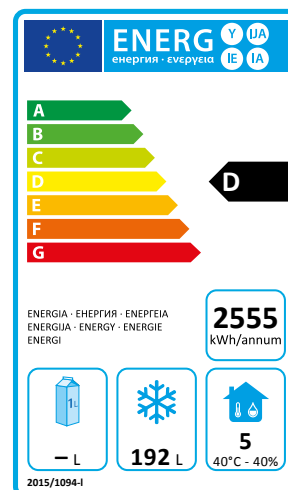 ENERG Y IJA
енергия · ενεργεια IE IA
A
B
C
D
D
E
F
G
ENERGIA · ЕНЕРГИЯ · ΕΝΕΡΓΕΙΑ
ENERGIJA · ENERGY · ENERGIE
ENERGI
2555
kWh/annum
1L
– L
192 L
5
40°C - 40%
2015/1094-I